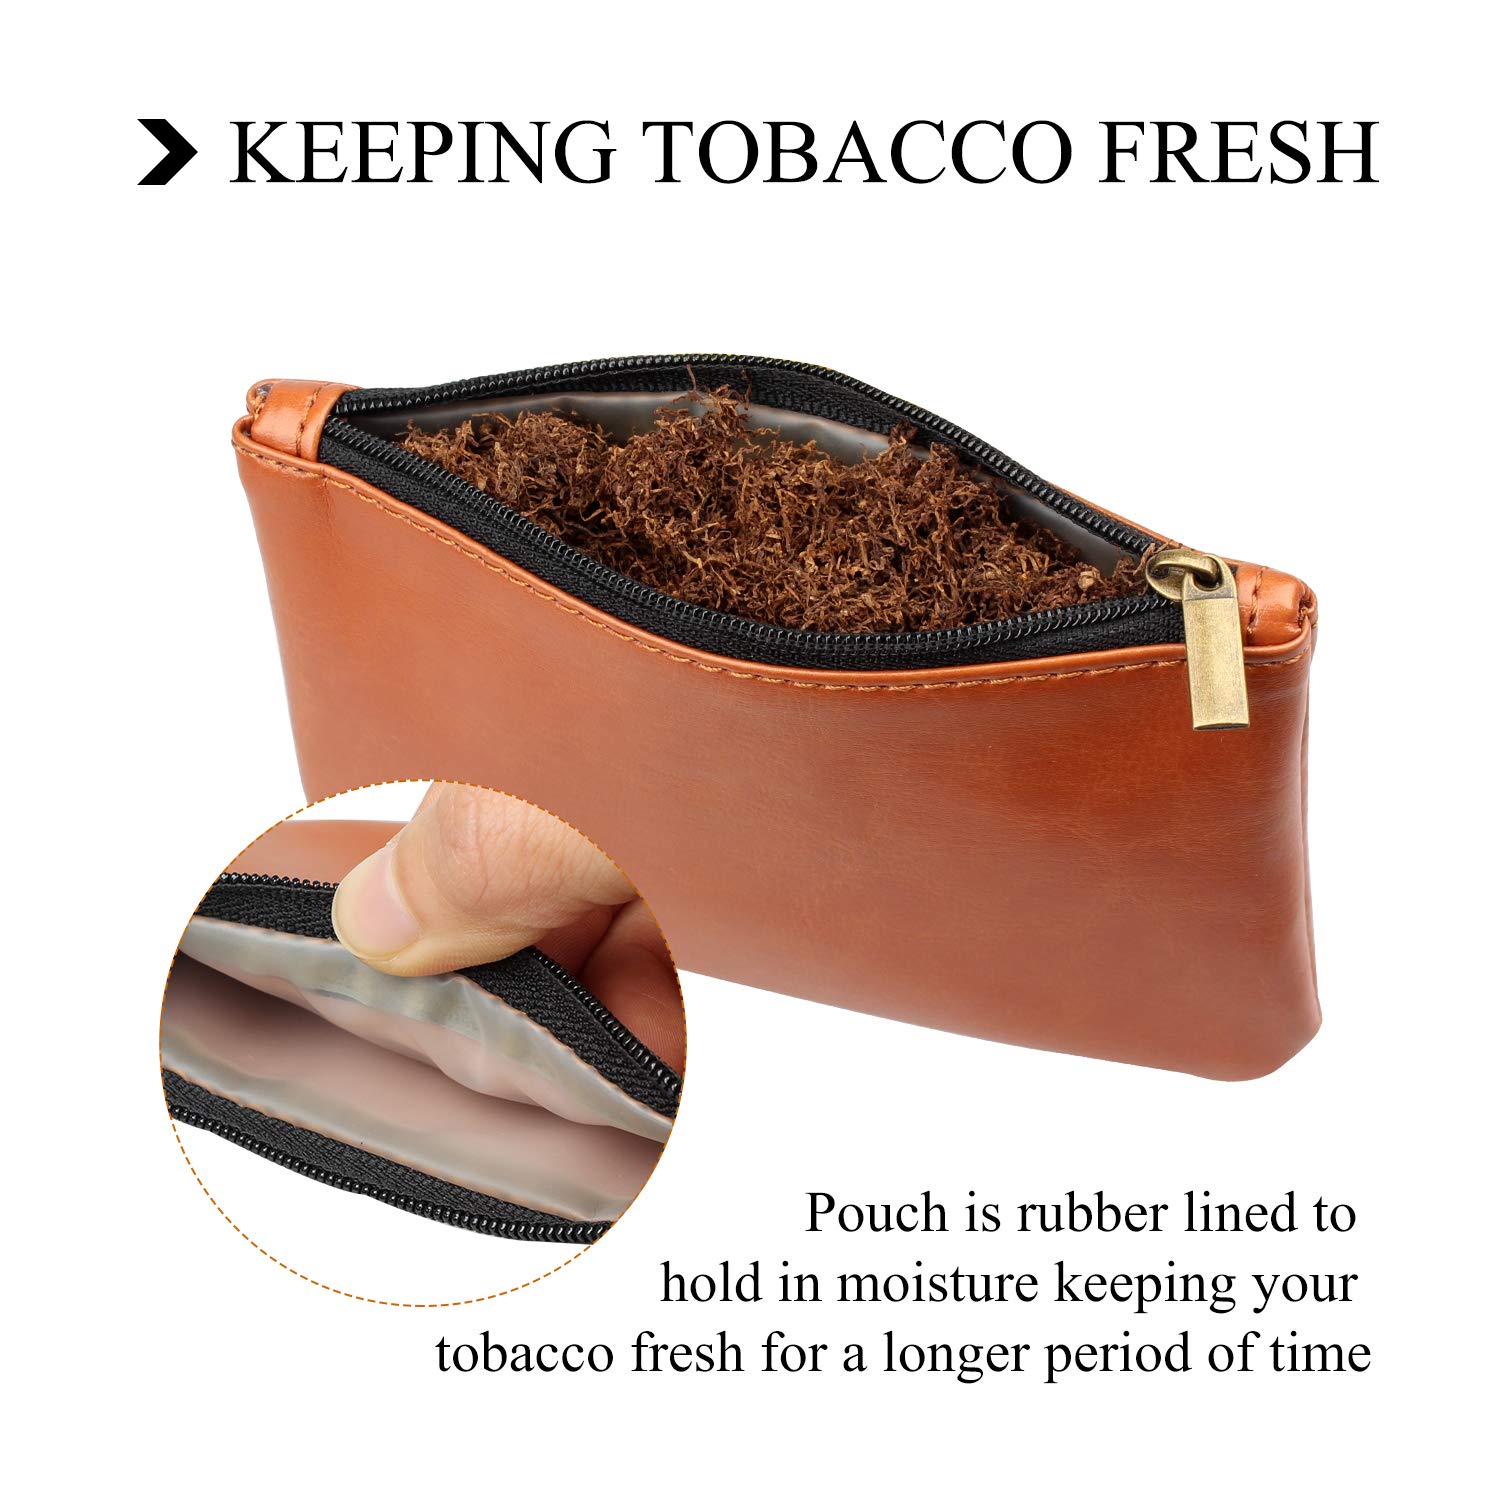 KEEPING TOBACCO FRESH
Pouch is rubber lined to
hold in moisture keeping your
tobacco fresh for a longer period of time